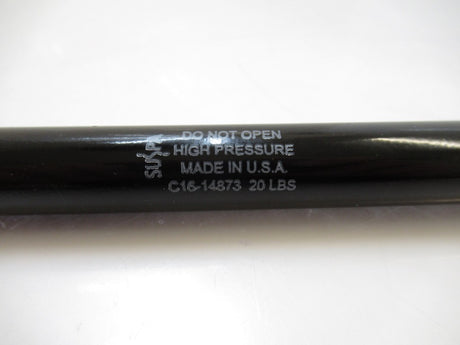 SUSPA
DO NOT OPEN
HIGH PRESSURE
MADE IN U.S.A.
C16-14873 20 LBS